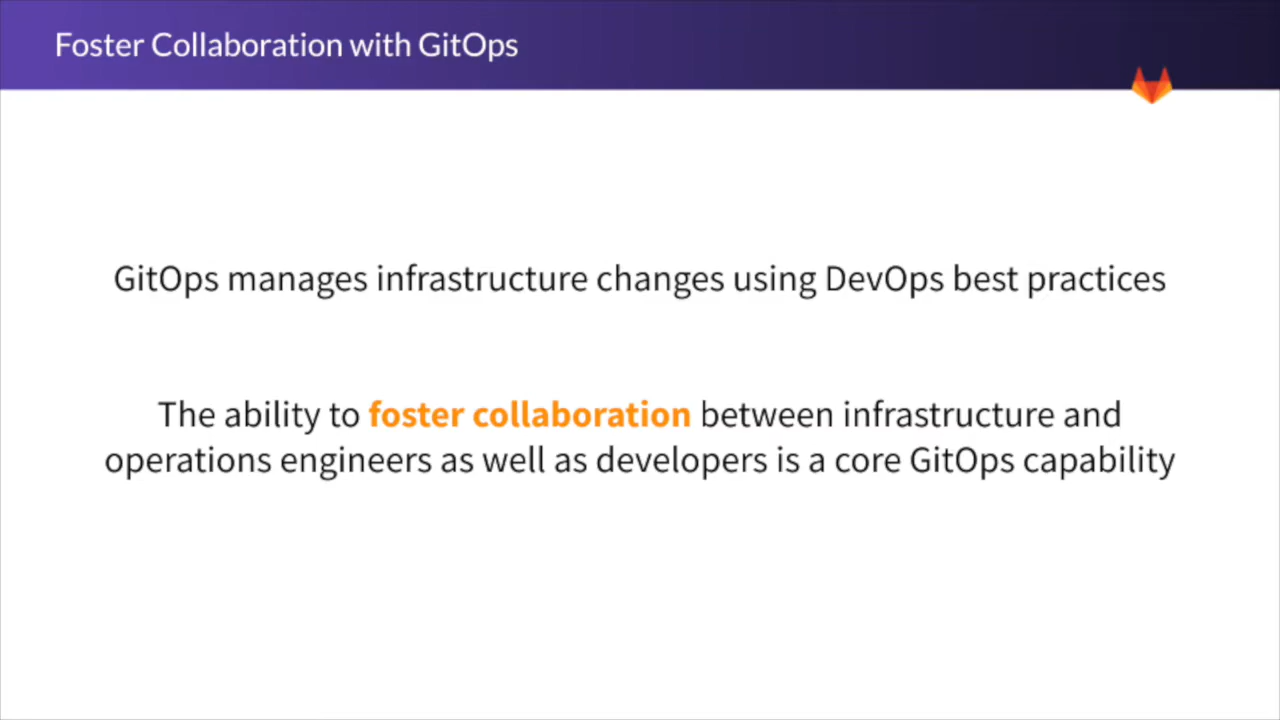 Foster Collaboration with GitOps
GitOps manages infrastructure changes using DevOps best practices
The ability to foster collaboration between infrastructure and
operations engineers as well as developers is a core GitOps capability